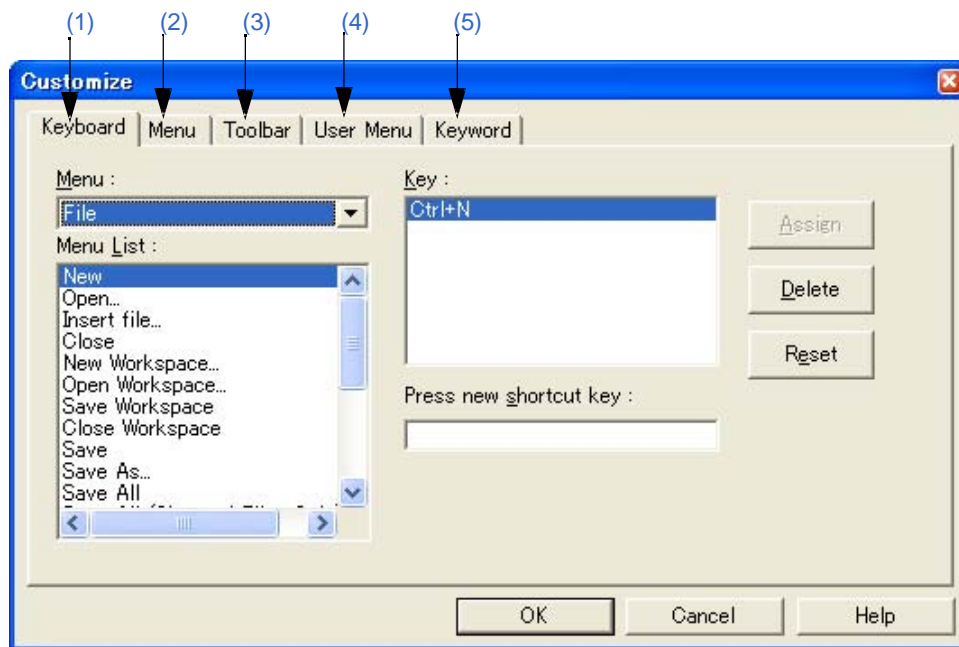 (1) (2) (3) (4) (5)
Customize
Keyboard Menu Toolbar User Menu Keyword
Menu :
File
Menu List :
New
Open...
Insert file...
Close
New Workspace...
Open Workspace...
Save Workspace
Close Workspace
Save
Save As...
Save All
Key :
Ctrl+N
Press new shortcut key :
Assign
Delete
Reset
OK Cancel Help